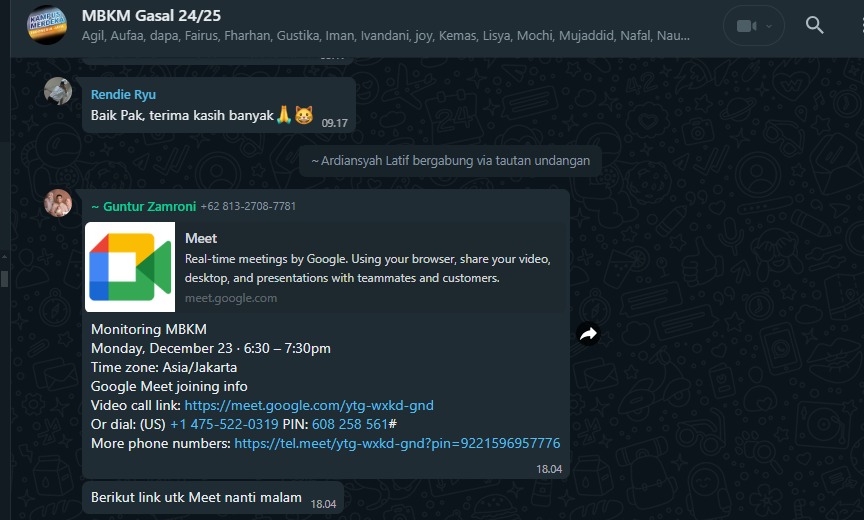 KAMPUS
MERDEKA
MBKM Gasal 24/25
Agil, Aufaa, dapa, Fairus, Fharhan, Gustika, Iman, Ivandani, joy, Kemas, Lisya, Mochi, Mujaddid, Nafal, Nau...
Rendie Ryu
Baik Pak, terima kasih banyak🙏😸 09.17
~Ardiansyah Latif bergabung via tautan undangan
~ Guntur Zamroni +62 813-2708-7781
Meet
Real-time meetings by Google. Using your browser, share your video,
desktop, and presentations with teammates and customers.
meet.google.com
Monitoring MBKM
Monday, December 23 · 6:30 – 7:30pm
Time zone: Asia/Jakarta
Google Meet joining info
Video call link: https://meet.google.com/ytg-wxkd-gnd
Or dial: (US) +1 475-522-0319 PIN: 608 258 561#
More phone numbers: https://tel.meet/ytg-wxkd-gnd?pin=9221596957776
18.04
Berikut link utk Meet nanti malam 18.04